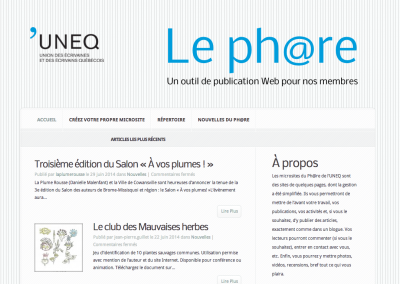 'UNEQ
UNION DES ÉCRIVAINES
ET DES ÉCRIVAINS QUÉBÉCOIS
Le ph@re
Un outil de publication Web pour nos membres
ACCUEIL CRÉEZ VOTRE PROPRE MICROSITE RÉPERTOIRE NOUVELLES DU PH@RE
ARTICLES LES PLUS RÉCENTS
Troisième édition du Salon « À vos plumes ! »
Publié par laplumerousse le 29 juin 2014 dans Nouvelles | Commentaires fermés
La Plume Rousse (Danielle Malenfant) et la Ville de Cowansville sont heureuses d'annoncer la tenue de la
3e édition du Salon des auteurs de Brome-Missisquoi et région : le Salon « À vos plumes! » L'évènement
aura...
Lire Plus
Le club des Mauvaises herbes
Publié par jean-pierre.guillet le 23 juin 2014 dans Nouvelles |
Commentaires fermés
Jeu d'identification de 10 plantes sauvages communes. Utilisation permise
avec mention de l'auteur et du site Internet. Disponible pour conférence ou
animation. Téléchargez le document sur...
Lire Plus
À propos
Les microsites du Ph@re de l'UNEQ sont
des sites de quelques pages, dont la gestion
a été simplifiée. Ils vous permettront de
mettre de l'avant votre travail, vos
publications, vos activités et, si vous le
souhaitez, d'y publier des articles,
exactement comme dans un blogue. Vos
lecteurs pourront commenter (si vous le
souhaitez), entrer en contact avec vous,
etc. Enfin, vous pourrez y mettre photos,
vidéos, recensions, bref tout ce qui vous
plaira.